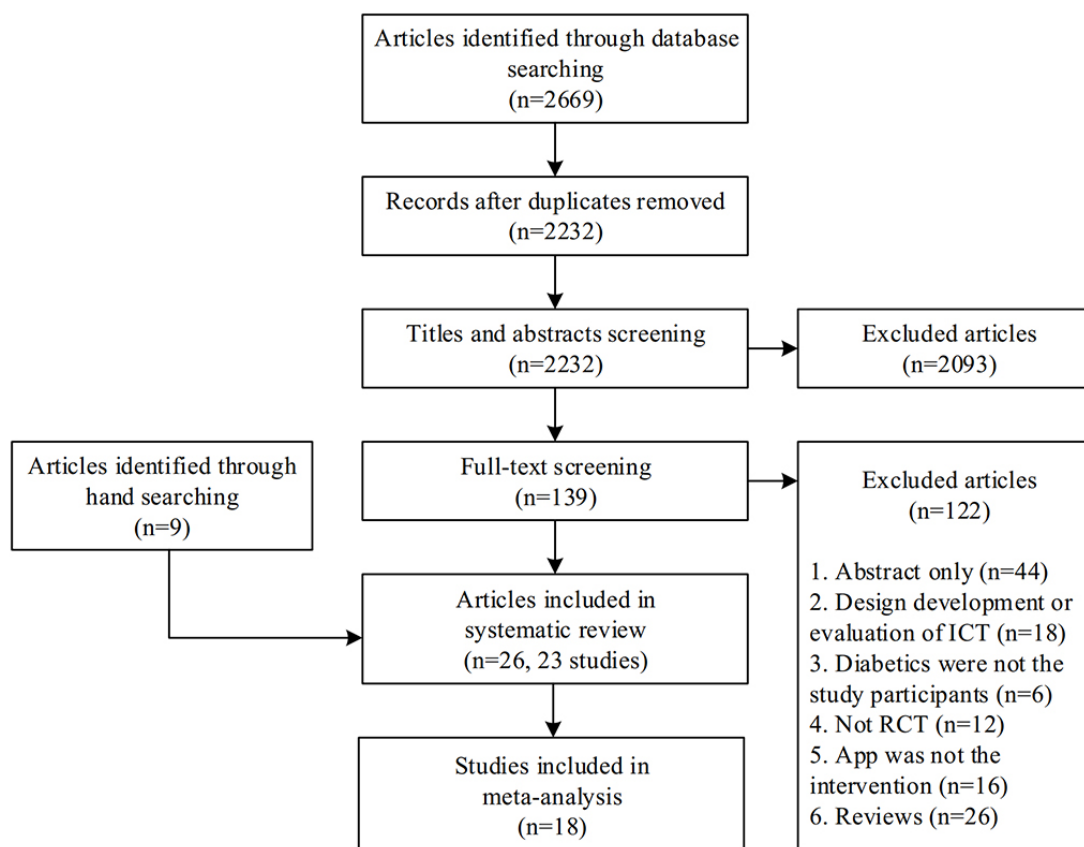 Articles identified through database
searching
(n=2669)
Records after duplicates removed
(n=2232)
Titles and abstracts screening
(n=2232)
Excluded articles
(n=2093)
Articles identified through
hand searching
(n=9)
Full-text screening
(n=139)
Excluded articles
(n=122)
1. Abstract only (n=44)
2. Design development or
evaluation of ICT (n=18)
3. Diabetics were not the
study participants (n=6)
4. Not RCT (n=12)
5. App was not the
intervention (n=16)
6. Reviews (n=26)
Articles included in
systematic review
(n=26, 23 studies)
Studies included in
meta-analysis
(n=18)